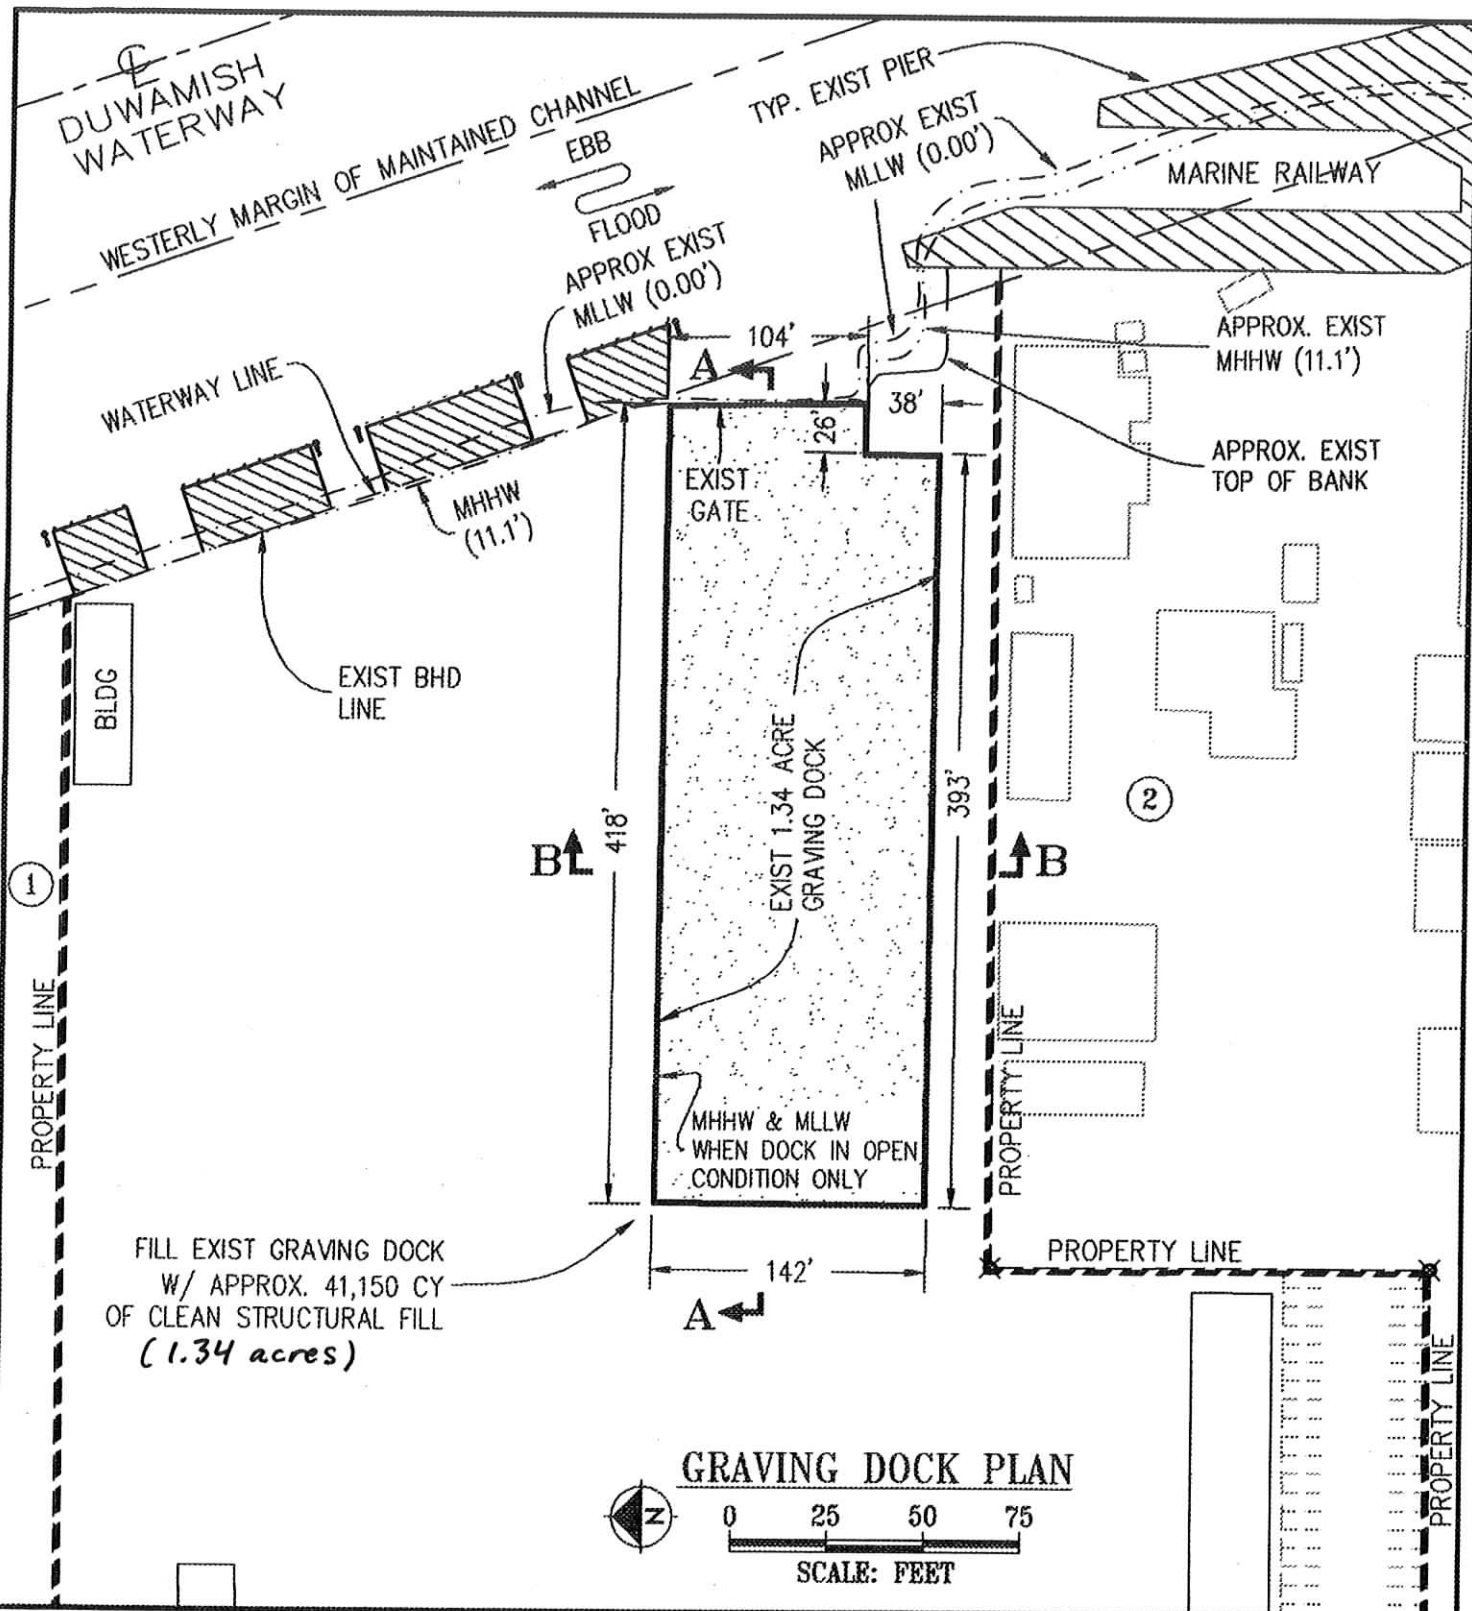 ℄
DUWAMISH
WATERWAY
WESTERLY MARGIN OF MAINTAINED CHANNEL
EBB
FLOOD
TYP. EXIST PIER
APPROX EXIST
MLLW (0.00')
MARINE RAILWAY
APPROX EXIST
MLLW (0.00')
104'
A
WATERWAY LINE
38'
26'
APPROX. EXIST
MHHW (11.1')
APPROX. EXIST
TOP OF BANK
EXIST
GATE
MHHW
(11.1')
BLDG
EXIST BHD
LINE
EXIST 1.34 ACRE
GRAVING DOCK
418'
393'
B
B
1
2
PROPERTY LINE
PROPERTY LINE
MHHW & MLLW
WHEN DOCK IN OPEN
CONDITION ONLY
FILL EXIST GRAVING DOCK
W/ APPROX. 41,150 CY
OF CLEAN STRUCTURAL FILL
(1.34 acres)
142'
A
PROPERTY LINE
PROPERTY LINE
GRAVING DOCK PLAN
N
0 25 50 75
SCALE: FEET